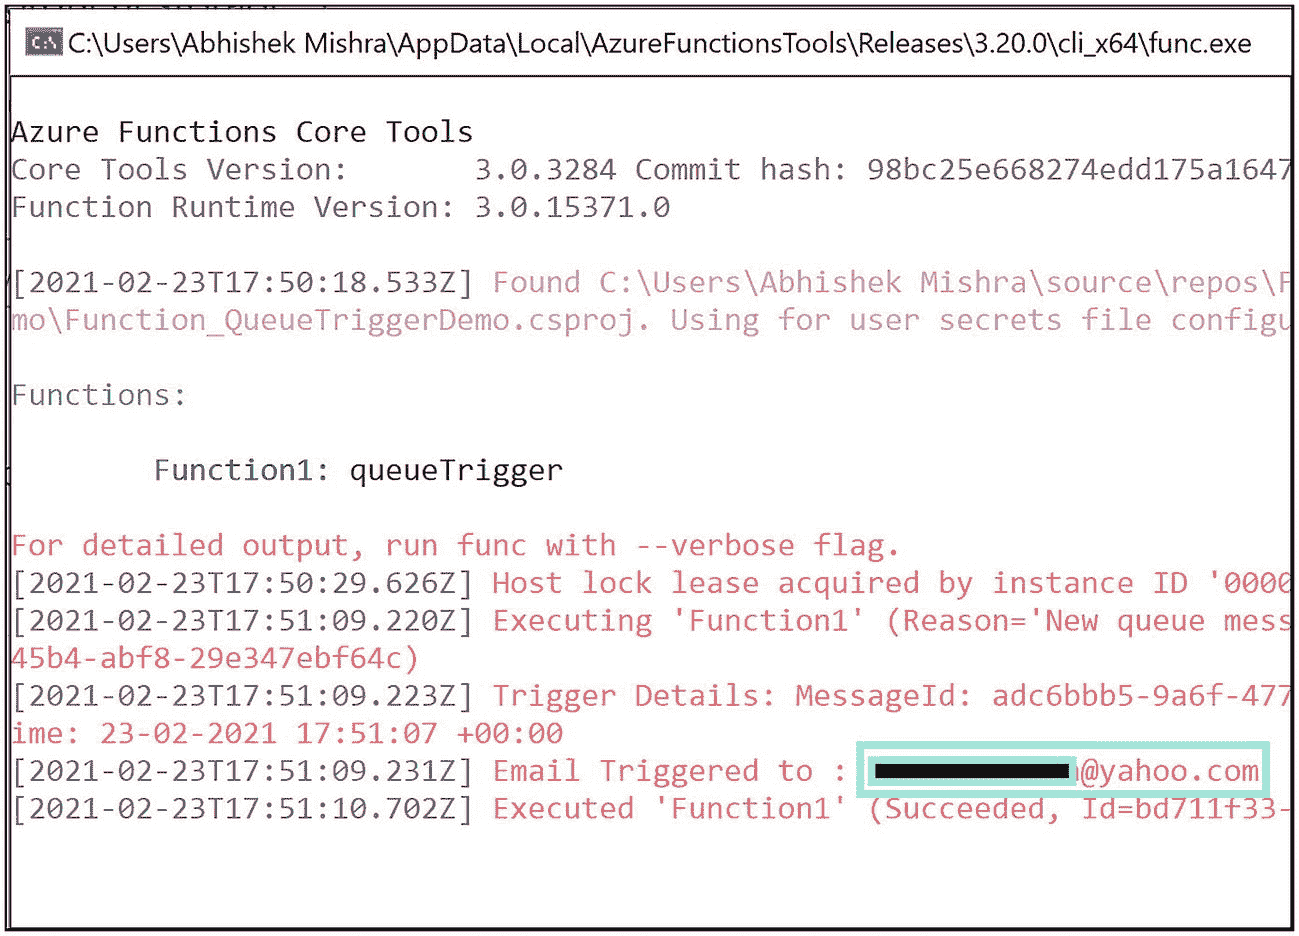 C:\Users\Abhishek Mishra\AppData\Local\AzureFunctionsTools\Releases\3.20.0\cli_x64\func.exe
Azure Functions Core Tools
Core Tools Version:       3.0.3284 Commit hash: 98bc25e668274edd175a1647
Function Runtime Version: 3.0.15371.0
[2021-02-23T17:50:18.533Z] Found C:\Users\Abhishek Mishra\source\repos\F
mo\Function_QueueTriggerDemo.csproj. Using for user secrets file configu
Functions:
Function1: queueTrigger
For detailed output, run func with --verbose flag.
[2021-02-23T17:50:29.626Z] Host lock lease acquired by instance ID '0000
[2021-02-23T17:51:09.220Z] Executing 'Function1' (Reason='New queue mess
45b4-abf8-29e347ebf64c)
[2021-02-23T17:51:09.223Z] Trigger Details: MessageId: adc6bbb5-9a6f-477
ime: 23-02-2021 17:51:07 +00:00
[2021-02-23T17:51:09.231Z] Email Triggered to : @yahoo.com
[2021-02-23T17:51:10.702Z] Executed 'Function1' (Succeeded, Id=bd711f33-